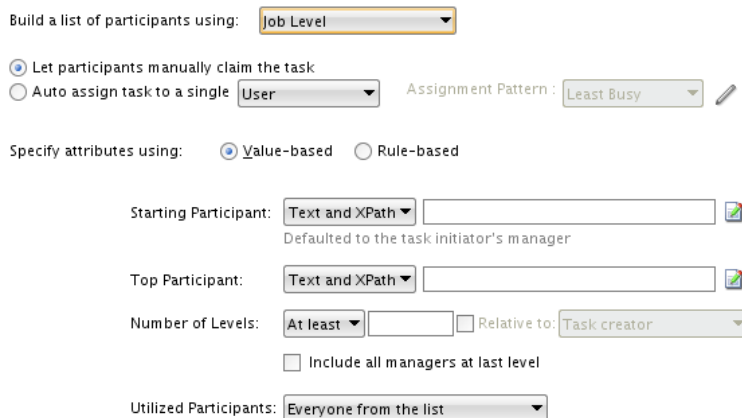 Build a list of participants using: Job Level
Let participants manually claim the task
Auto assign task to a single User Assignment Pattern : Least Busy
Specify attributes using: Value-based Rule-based
Starting Participant: Text and XPath
Defaulted to the task initiator's manager
Top Participant: Text and XPath
Number of Levels: At least Relative to: Task creator
Include all managers at last level
Utilized Participants: Everyone from the list